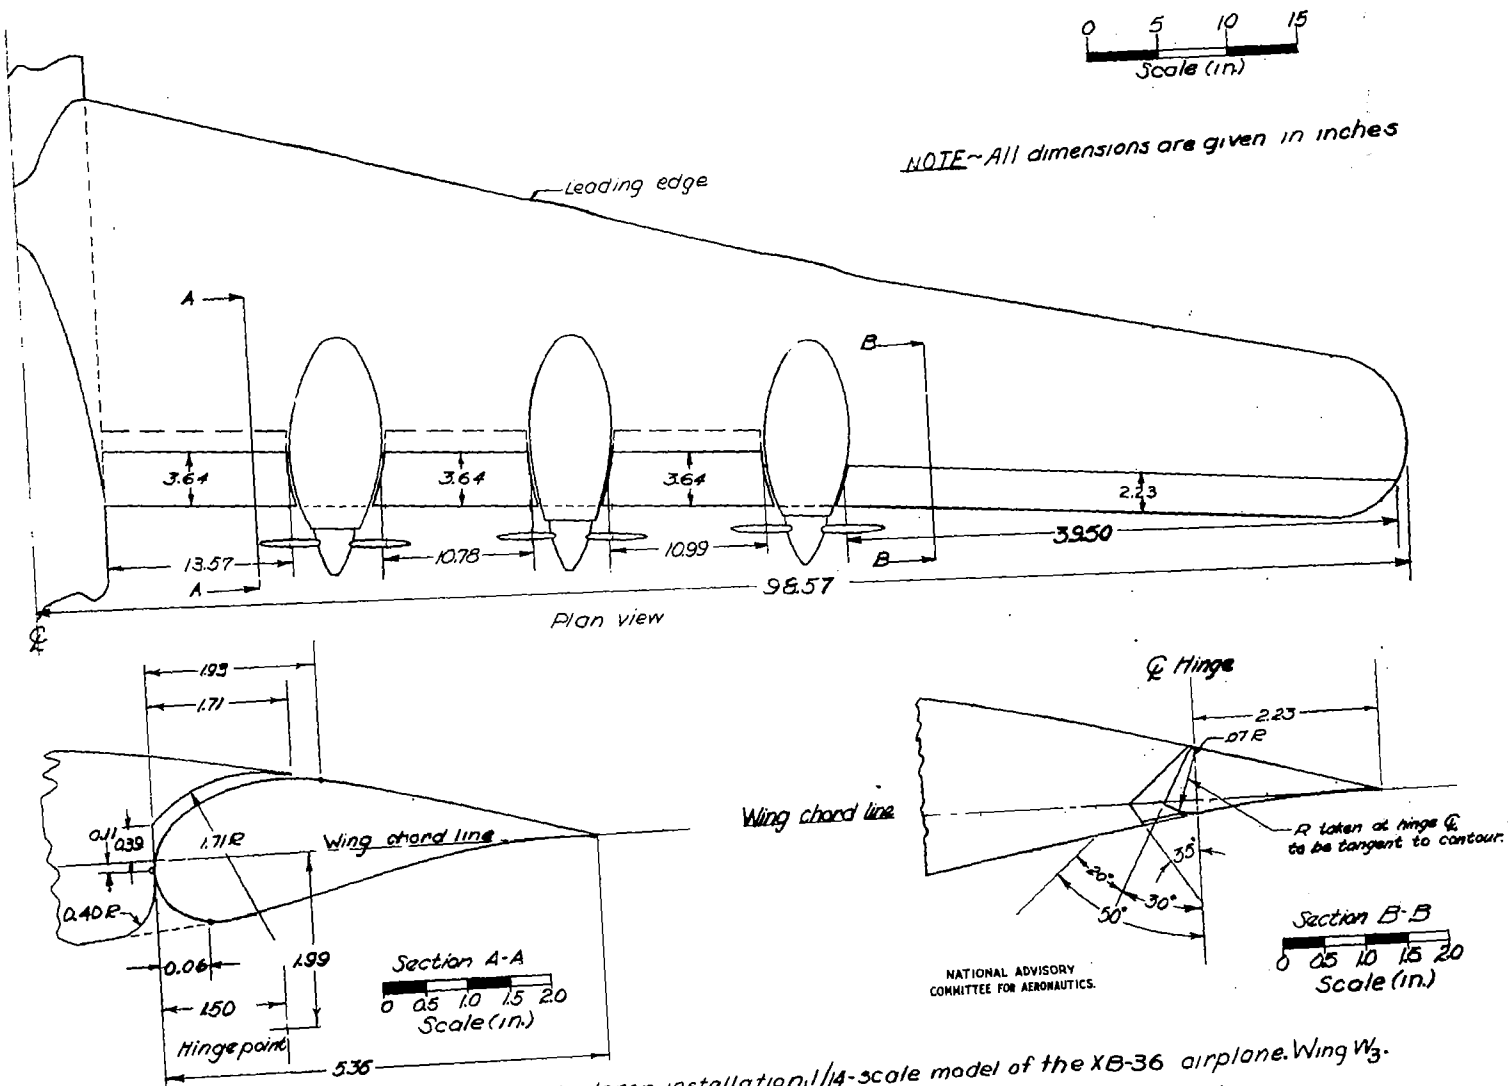 0 5 10 15
Scale (in.)
NOTE~All dimensions are given in inches
Leading edge
A
B
3.64
3.64
3.64
2.23
13.57
10.78
10.99
39.50
A
B
98.57
℄
Plan view
1.93
1.71
0.11
0.39
1.71 R
Wing chord line
0.40 R
0.06
1.99
1.50
Hinge point
5.36
Section A-A
0 0.5 1.0 1.5 2.0
Scale (in.)
℄ Hinge
2.23
.07 R
Wing chord line
R taken at hinge ℄
to be tangent to contour.
35°
20°
30°
50°
Section B-B
0 0.5 1.0 1.5 2.0
Scale (in.)
NATIONAL ADVISORY
COMMITTEE FOR AERONAUTICS.
installation, 1/14-scale model of the XB-36 airplane. Wing W3.